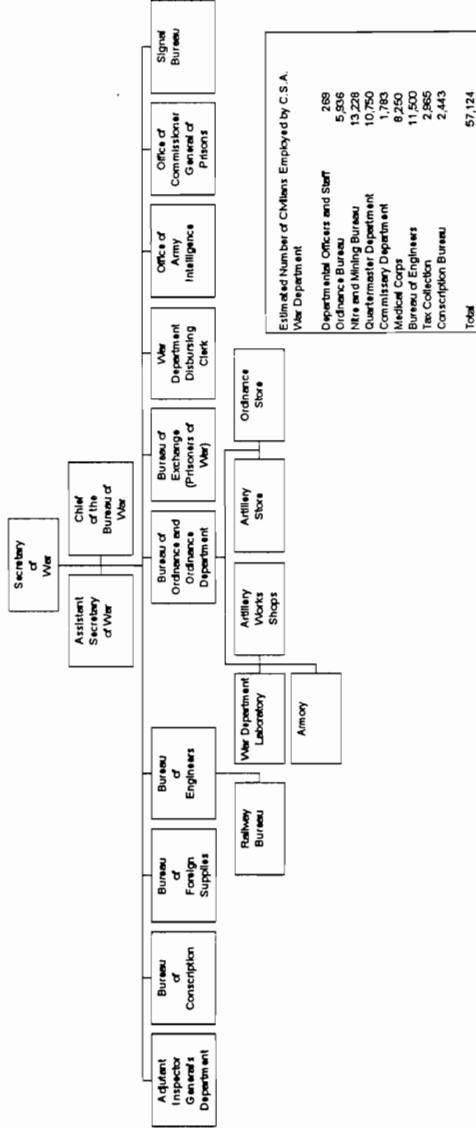 Secretary
of
War
Assistant
Secretary
of War
Chief
of the
Bureau of
War
Adjutant
Inspector
General's
Department
Bureau
of
Conscription
Bureau
of
Foreign
Supplies
Bureau
of
Engineers
Bureau of
Ordinance and
Ordinance
Department
Bureau of
Exchange
(Prisoners of
War)
War
Department
Disbursing
Clerk
Office of
Army
Intelligence
Office of
Commissioner
General of
Prisons
Signal
Bureau
Railway
Bureau
War Department
Laboratory
Artillery
Works
Shops
Artillery
Store
Ordinance
Store
Armory
Estimated Number of Civilians Employed by C.S.A.
War Department
Departmental Officers and Staff 269
Ordinance Bureau 5,936
Nitre and Mining Bureau 13,228
Quartermaster Department 10,750
Commissary Department 1,783
Medical Corps 8,250
Bureau of Engineers 11,500
Tax Collection 2,965
Conscription Bureau 2,443
Total 57,124